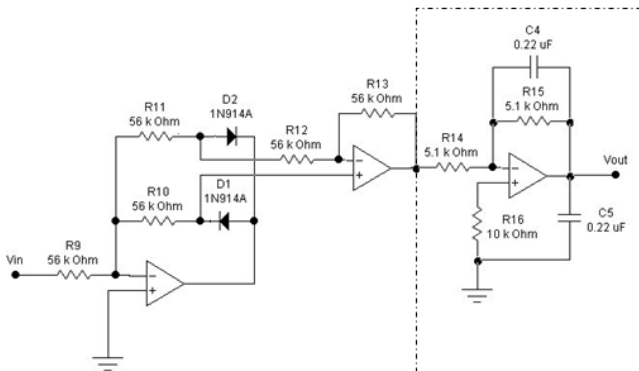 C4
0.22 uF
R15
5.1 k Ohm
R13
56 k Ohm
R11
56 k Ohm
D2
1N914A
R12
56 k Ohm
R14
5.1 k Ohm
Vout
R10
56 k Ohm
D1
1N914A
R16
10 k Ohm
C5
0.22 uF
R9
56 k Ohm
Vin